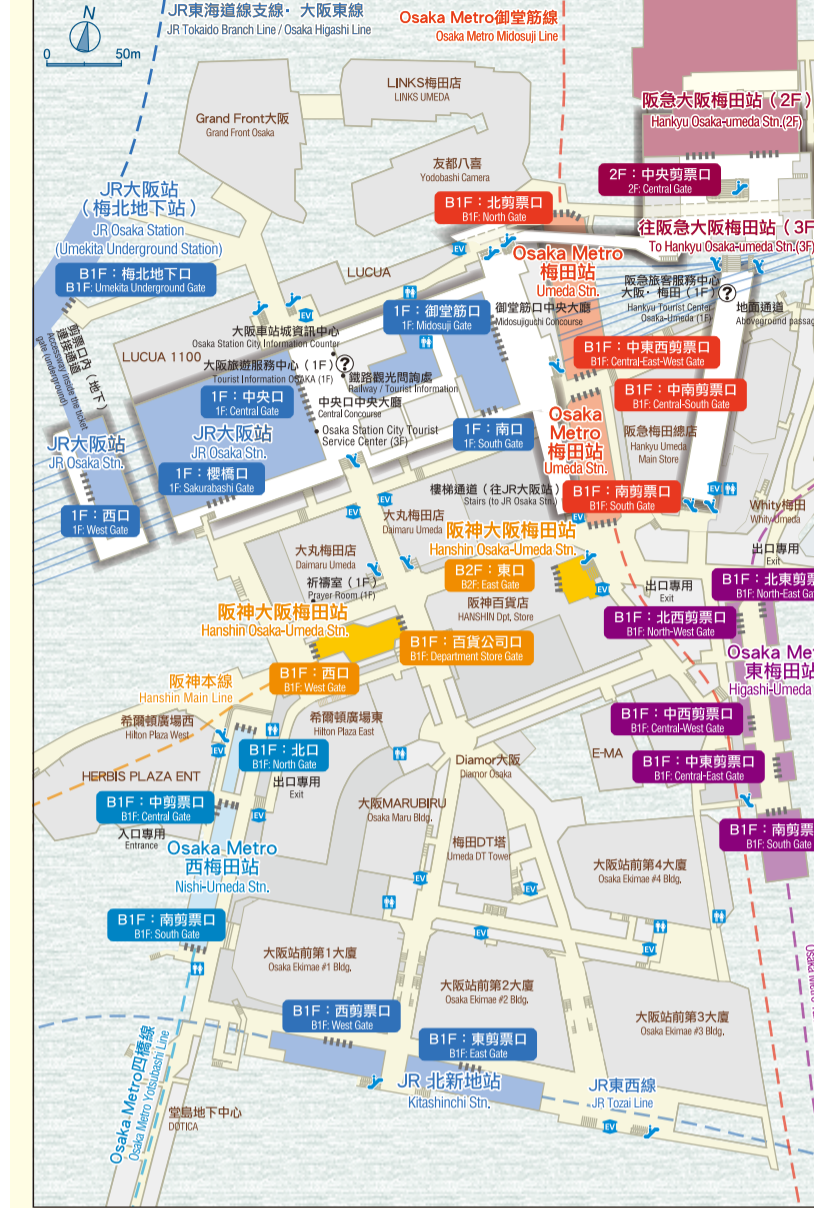 N
0 50m
JR東海道線支線・大阪東線
JR Tokaido Branch Line / Osaka Higashi Line
Osaka Metro御堂筋線
Osaka Metro Midosuji Line
LINKS梅田店
LINKS UMEDA
Grand Front大阪
Grand Front Osaka
友都八喜
Yodobashi Camera
阪急大阪梅田站（2F）
Hankyu Osaka-umeda Stn.(2F)
2F：中央剪票口
2F: Central Gate
JR大阪站
（梅北地下站）
JR Osaka Station
(Umekita Underground Station)
B1F：梅北地下口
B1F: Umekita Underground Gate
B1F：北剪票口
B1F: North Gate
往阪急大阪梅田站（3F
To Hankyu Osaka-umeda Stn.(3F)
Osaka Metro
梅田站
Umeda Stn.
LUCUA
阪急旅客服務中心
大阪・梅田（1F）
Hankyu Tourist Center
Osaka-Umeda (1F)
?
地面通道
Aboveground passag
1F：御堂筋口
1F: Midosuji Gate
御堂筋口中央大廳
Midosujiguchi Concourse
剪票口內（地下）
連接通道
Accessway inside the ticket
gate (underground)
LUCUA 1100
大阪車站城資訊中心
Osaka Station City Information Counter
大阪旅遊服務中心（1F）
Tourist Information OSAKA (1F)
?
鐵路觀光問詢處
Railway / Tourist Information
B1F：中東西剪票口
B1F: Central-East-West Gate
B1F：中南剪票口
B1F: Central-South Gate
1F：中央口
1F: Central Gate
中央口中央大廳
Central Concourse
Osaka Station City Tourist
Service Center (3F)
JR大阪站
JR Osaka Stn.
JR大阪站
JR Osaka Stn.
1F：南口
1F: South Gate
Osaka
Metro
梅田站
Umeda Stn.
阪急梅田總店
Hankyu Umeda
Main Store
1F：櫻橋口
1F: Sakurabashi Gate
1F：西口
1F: West Gate
樓梯通道（往JR大阪站）
Stairs (to JR Osaka Stn.)
B1F：南剪票口
B1F: South Gate
Whity梅田
Whity Umeda
大丸梅田店
Daimaru Umeda
大丸梅田店
Daimaru Umeda
阪神大阪梅田站
Hanshin Osaka-Umeda Stn.
出口專用
Exit
祈禱室（1F）
Prayer Room (1F)
B2F：東口
B2F: East Gate
出口專用
Exit
B1F：北東剪票
B1F: North-East Gat
阪神百貨店
HANSHIN Dpt. Store
阪神大阪梅田站
Hanshin Osaka-Umeda Stn.
B1F：北西剪票口
B1F: North-West Gate
B1F：百貨公司口
B1F: Department Store Gate
Osaka Met
東梅田站
Higashi-Umeda
B1F：西口
B1F: West Gate
阪神本線
Hanshin Main Line
希爾頓廣場西
Hilton Plaza West
希爾頓廣場東
Hilton Plaza East
B1F：中西剪票口
B1F: Central-West Gate
B1F：北口
B1F: North Gate
E-MA
Diamor大阪
Diamor Osaka
B1F：中東剪票口
B1F: Central-East Gate
HERBIS PLAZA ENT
出口專用
Exit
B1F：中剪票口
B1F: Central Gate
大阪MARUBIRU
Osaka Maru Bldg.
入口專用
Entrance
Osaka Metro
西梅田站
Nishi-Umeda Stn.
梅田DT塔
Umeda DT Tower
B1F：南剪票
B1F: South Gate
大阪站前第4大廈
Osaka Ekimae #4 Bldg.
B1F：南剪票口
B1F: South Gate
大阪站前第1大廈
Osaka Ekimae #1 Bldg.
大阪站前第2大廈
Osaka Ekimae #2 Bldg.
大阪站前第3大廈
Osaka Ekimae #3 Bldg.
B1F：西剪票口
B1F: West Gate
B1F：東剪票口
B1F: East Gate
JR 北新地站
Kitashinchi Stn.
JR東西線
JR Tozai Line
Osaka Metro四橋線
Osaka Metro Yotsubashi Line
堂島地下中心
DOTICA